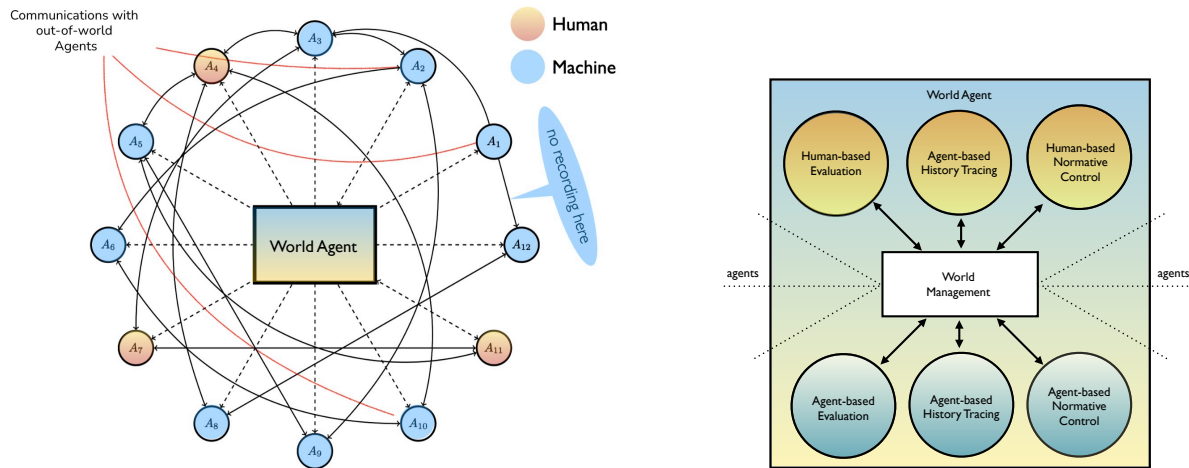 Communications with
out-of-world
Agents
Human
Machine
A3
A4
A2
A5
A1
no recording here
World Agent
A6
A12
A7
A11
A8
A10
A9
World Agent
Human-based
Evaluation
Agent-based
History Tracing
Human-based
Normative
Control
agents
World
Management
agents
Agent-based
Evaluation
Agent-based
History Tracing
Agent-based
Normative
Control